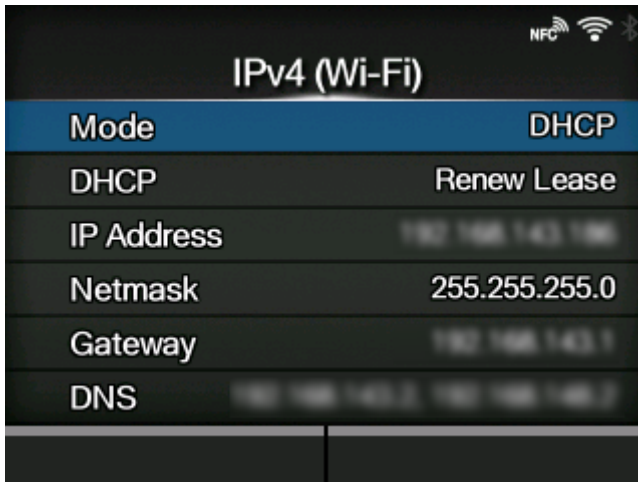 NFC
IPv4 (Wi-Fi)
Mode DHCP
DHCP Renew Lease
IP Address
Netmask 255.255.255.0
Gateway
DNS